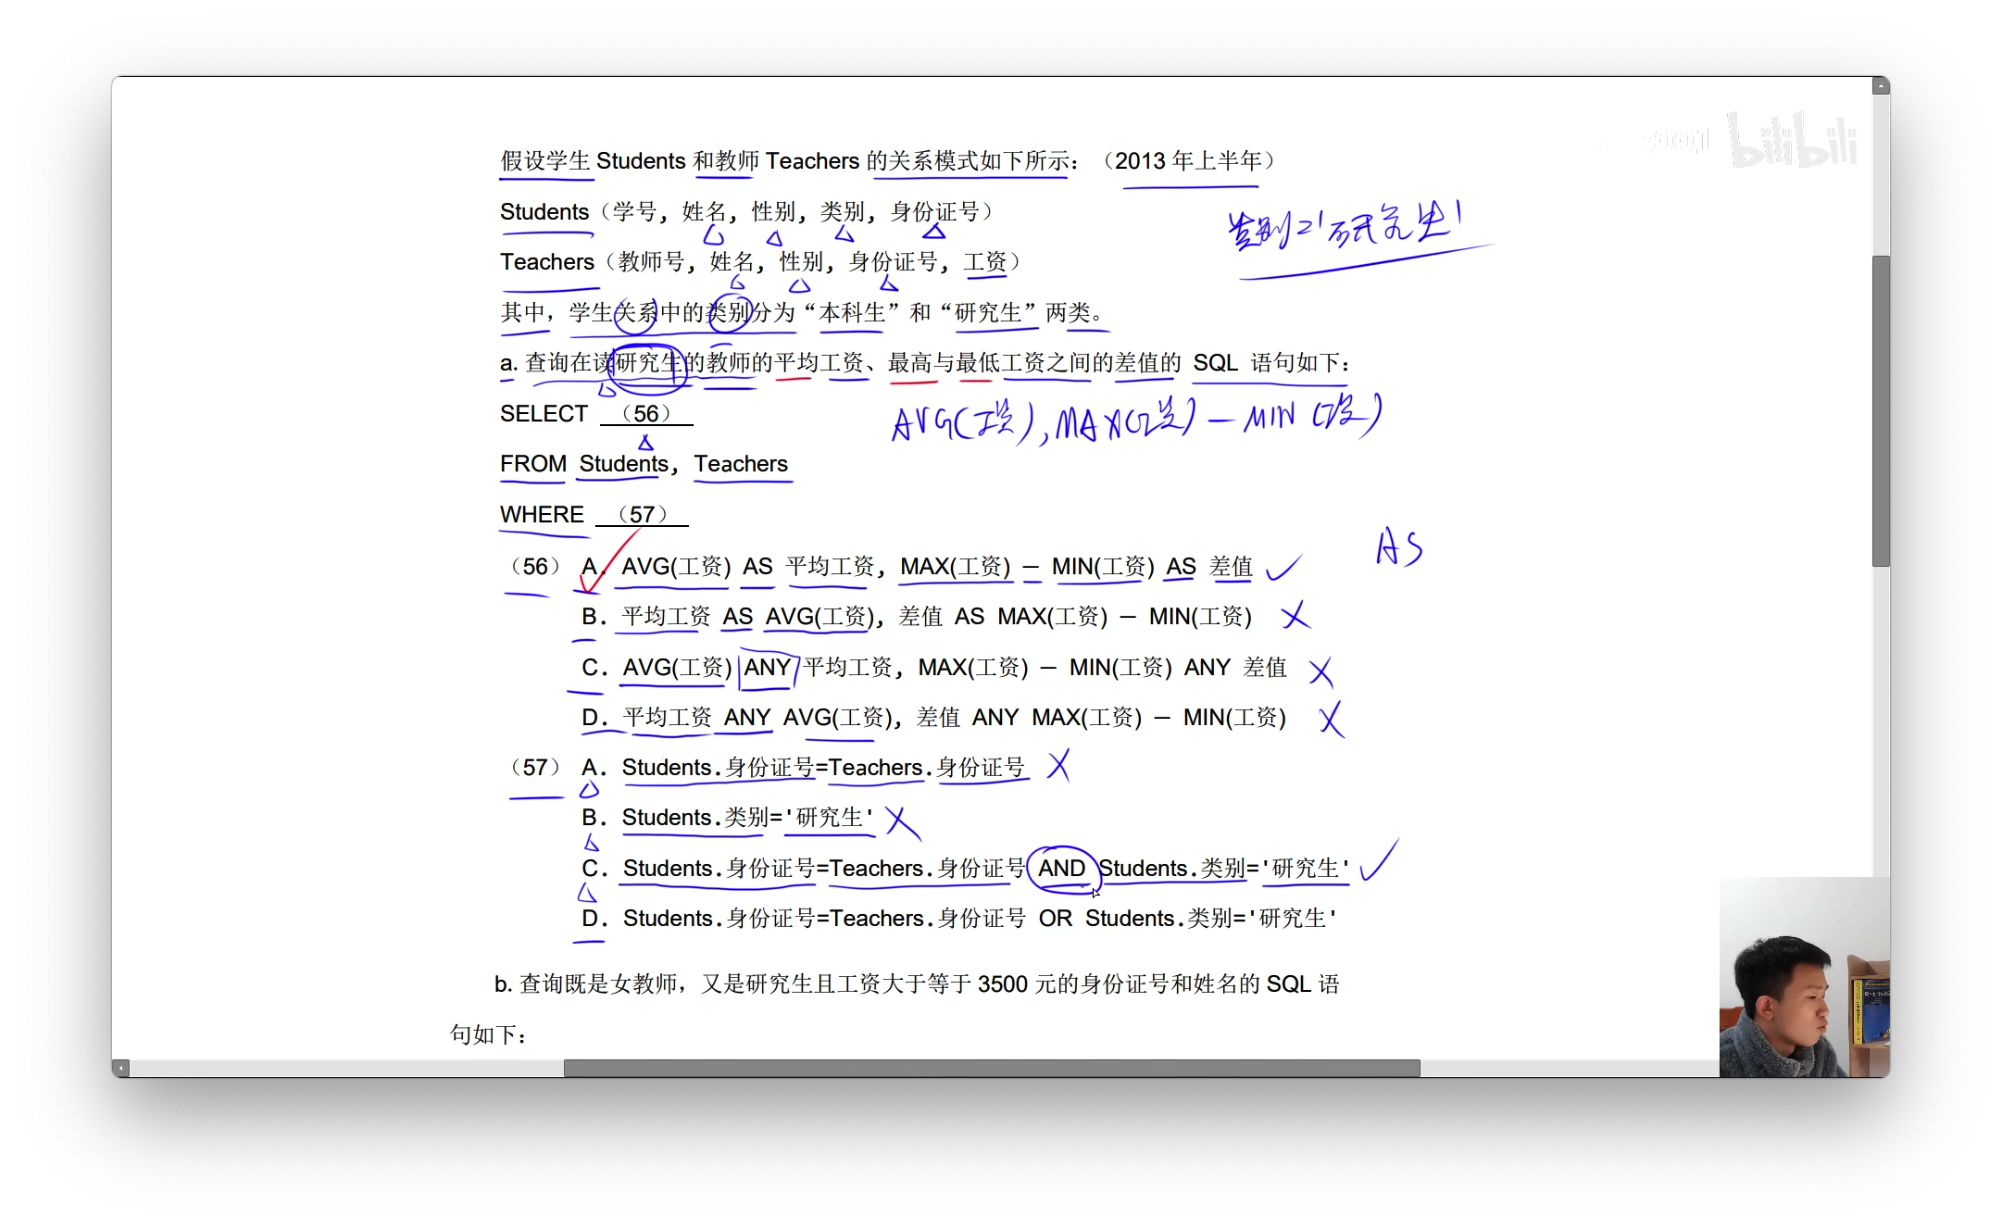 bilibili
假设学生 Students 和教师 Teachers 的关系模式如下所示：（2013 年上半年）
Students（学号，姓名，性别，类别，身份证号）
类别='研究生'
Teachers（教师号，姓名，性别，身份证号，工资）
其中，学生关系中的类别分为“本科生”和“研究生”两类。
a. 查询在读研究生的教师的平均工资、最高与最低工资之间的差值的 SQL 语句如下：
SELECT （56）
AVG(工资), MAX(工资) — MIN (工资)
FROM Students，Teachers
WHERE （57）
（56） A. AVG(工资) AS 平均工资，MAX(工资) — MIN(工资) AS 差值
AS
B. 平均工资 AS AVG(工资)，差值 AS MAX(工资) — MIN(工资)
C. AVG(工资) ANY 平均工资，MAX(工资) — MIN(工资) ANY 差值
D. 平均工资 ANY AVG(工资)，差值 ANY MAX(工资) — MIN(工资)
（57） A. Students.身份证号=Teachers.身份证号
B. Students.类别='研究生'
C. Students.身份证号=Teachers.身份证号 AND Students.类别='研究生'
D. Students.身份证号=Teachers.身份证号 OR Students.类别='研究生'
b. 查询既是女教师，又是研究生且工资大于等于 3500 元的身份证号和姓名的 SQL 语
句如下：